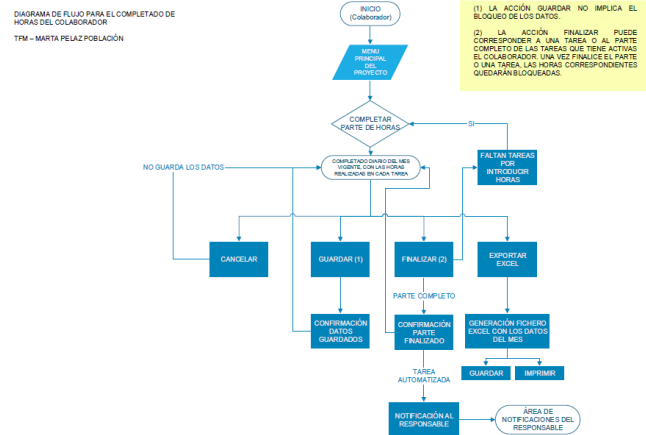 DIAGRAMA DE FLUJO PARA EL COMPLETADO DE
HORAS DEL COLABORADOR
TFM – MARTA PELAZ POBLACIÓN
INICIO
(Colaborador)
(1) LA ACCIÓN GUARDAR NO IMPLICA EL
BLOQUEO DE LOS DATOS.
(2) LA ACCIÓN FINALIZAR PUEDE
CORRESPONDER A UNA TAREA O AL PARTE
COMPLETO DE LAS TAREAS QUE TIENE ACTIVAS
EL COLABORADOR. UNA VEZ FINALICE EL PARTE
O UNA TAREA, LAS HORAS CORRESPONDIENTES
QUEDARÁN BLOQUEADAS.
MENU
PRINCIPAL
DEL
PROYECTO
COMPLETAR
PARTE DE HORAS
SI
FALTAN TAREAS
POR
INTRODUCIR
HORAS
NO GUARDA LOS DATOS
COMPLETADO DIARIO DEL MES
VIGENTE, CON LAS HORAS
REALIZADAS EN CADA TAREA
CANCELAR
GUARDAR (1)
FINALIZAR (2)
EXPORTAR
EXCEL
PARTE COMPLETO
CONFIRMACIÓN
DATOS
GUARDADOS
CONFIRMACIÓN
PARTE
FINALIZADO
GENERACIÓN FICHERO
EXCEL CON LOS DATOS
DEL MES
GUARDAR
IMPRIMIR
TAREA
AUTOMATIZADA
NOTIFICACIÓN AL
RESPONSABLE
ÁREA DE
NOTIFICACIONES DEL
RESPONSABLE